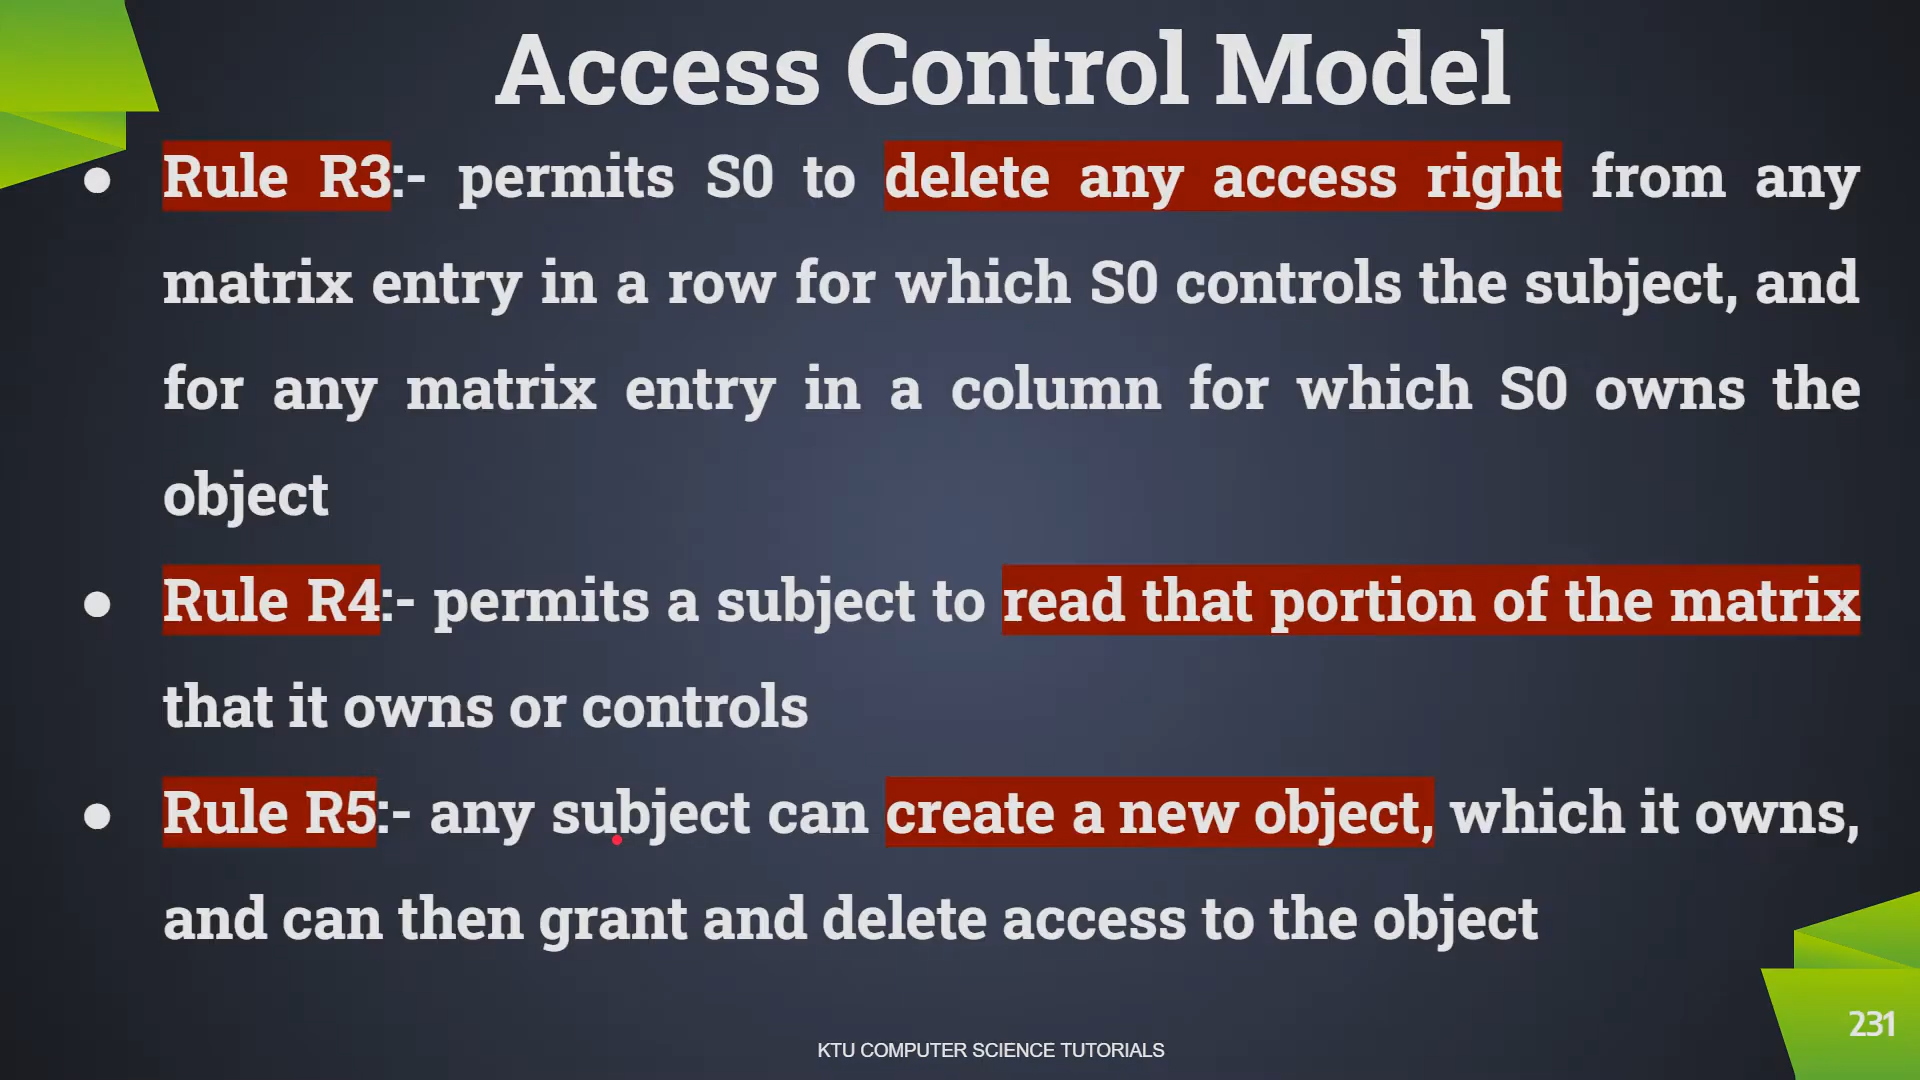 Access Control Model
● Rule R3:- permits S0 to delete any access right from any
matrix entry in a row for which S0 controls the subject, and
for any matrix entry in a column for which S0 owns the
object
● Rule R4:- permits a subject to read that portion of the matrix
that it owns or controls
● Rule R5:- any subject can create a new object, which it owns,
and can then grant and delete access to the object
231
KTU COMPUTER SCIENCE TUTORIALS